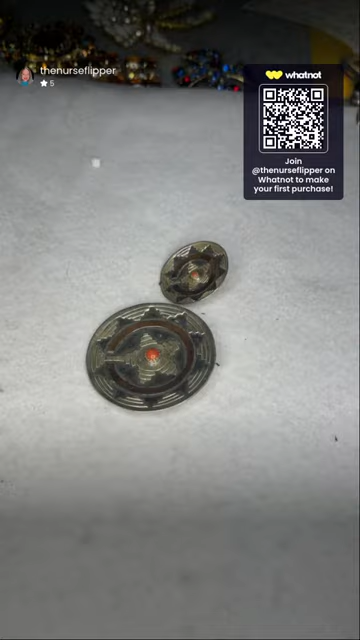 thenurseflipper
★ 5
whatnot
Join
@thenurseflipper on
Whatnot to make
your first purchase!